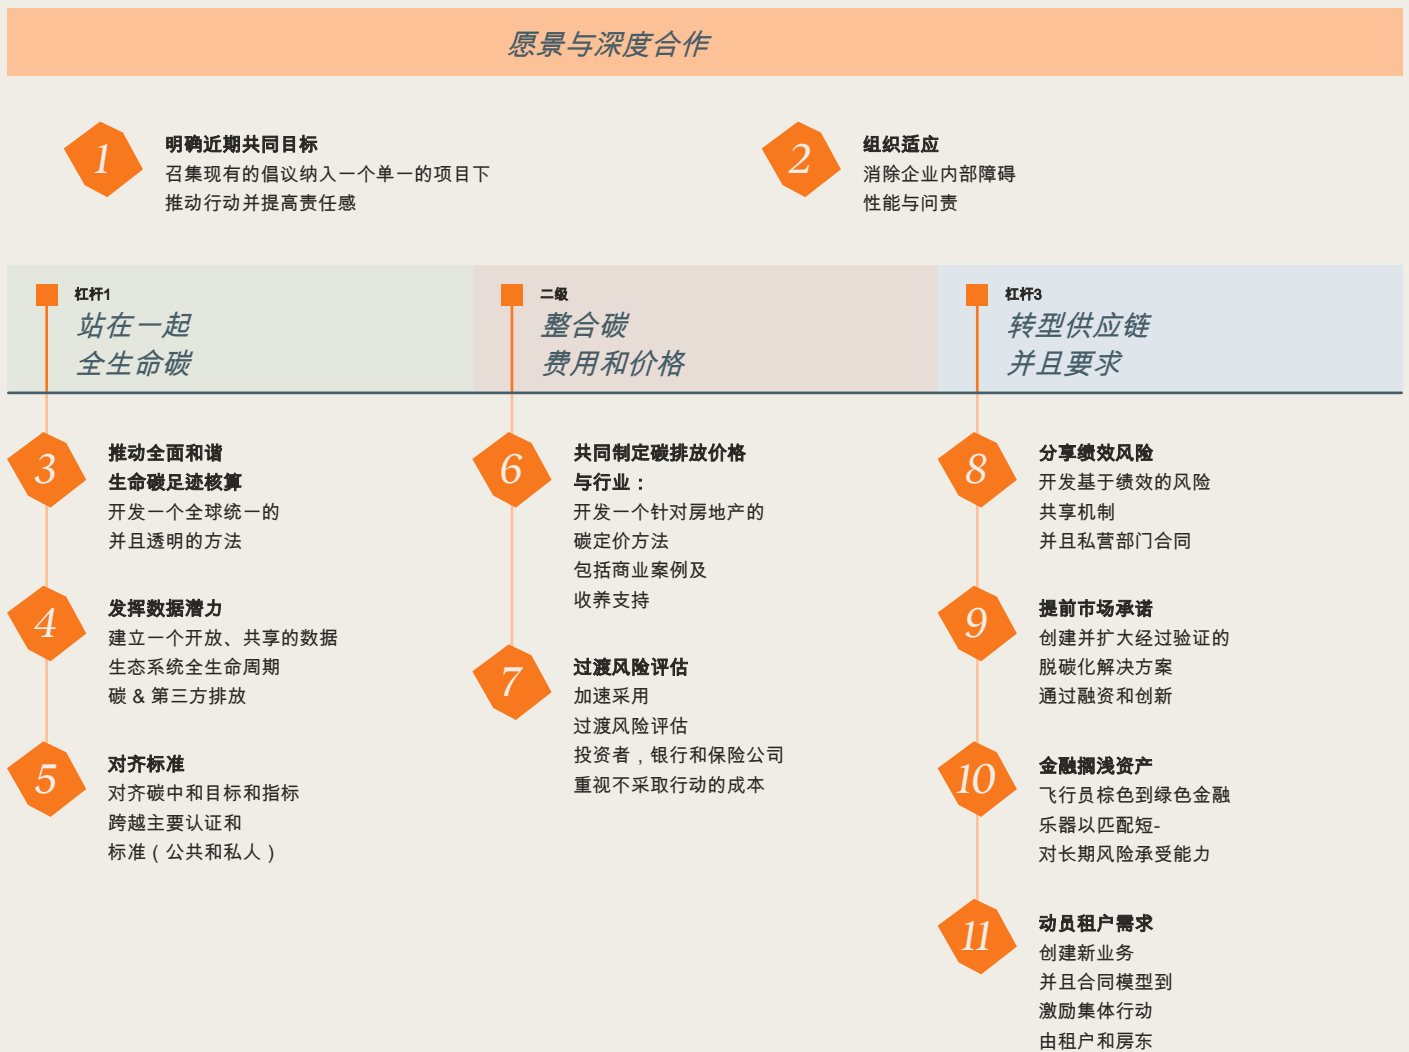 愿景与深度合作
1
明确近期共同目标
召集现有的倡议纳入一个单一的项目下
推动行动并提高责任感
2
组织适应
消除企业内部障碍
性能与问责
杠杆1
站在一起
全生命碳
二级
整合碳
费用和价格
杠杆3
转型供应链
并且要求
3
推动全面和谐
生命碳足迹核算
开发一个全球统一的
并且透明的方法
4
发挥数据潜力
建立一个开放、共享的数据
生态系统全生命周期
碳 & 第三方排放
5
对齐标准
对齐碳中和目标和指标
跨越主要认证和
标准（公共和私人）
6
共同制定碳排放价格
与行业：
开发一个针对房地产的
碳定价方法
包括商业案例及
收养支持
7
过渡风险评估
加速采用
过渡风险评估
投资者，银行和保险公司
重视不采取行动的成本
8
分享绩效风险
开发基于绩效的风险
共享机制
并且私营部门合同
9
提前市场承诺
创建并扩大经过验证的
脱碳化解决方案
通过融资和创新
10
金融搁浅资产
飞行员棕色到绿色金融
乐器以匹配短-
对长期风险承受能力
11
动员租户需求
创建新业务
并且合同模型到
激励集体行动
由租户和房东